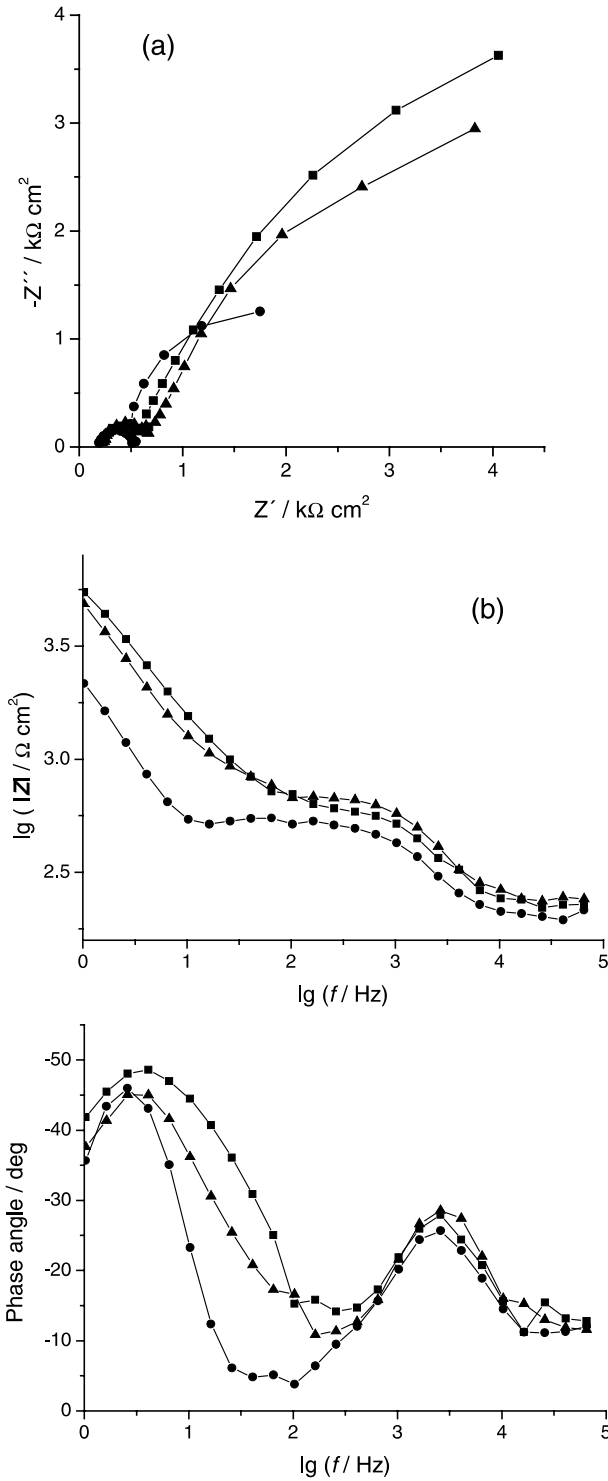 (a)
4
3
2
1
0
-Z´´ / kΩ cm²
0 1 2 3 4
Z´ / kΩ cm²
(b)
3.5
3.0
2.5
lg ( |Z| / Ω cm²)
0 1 2 3 4 5
lg (f / Hz)
-50
-40
-30
-20
-10
0
Phase angle / deg
0 1 2 3 4 5
lg (f / Hz)